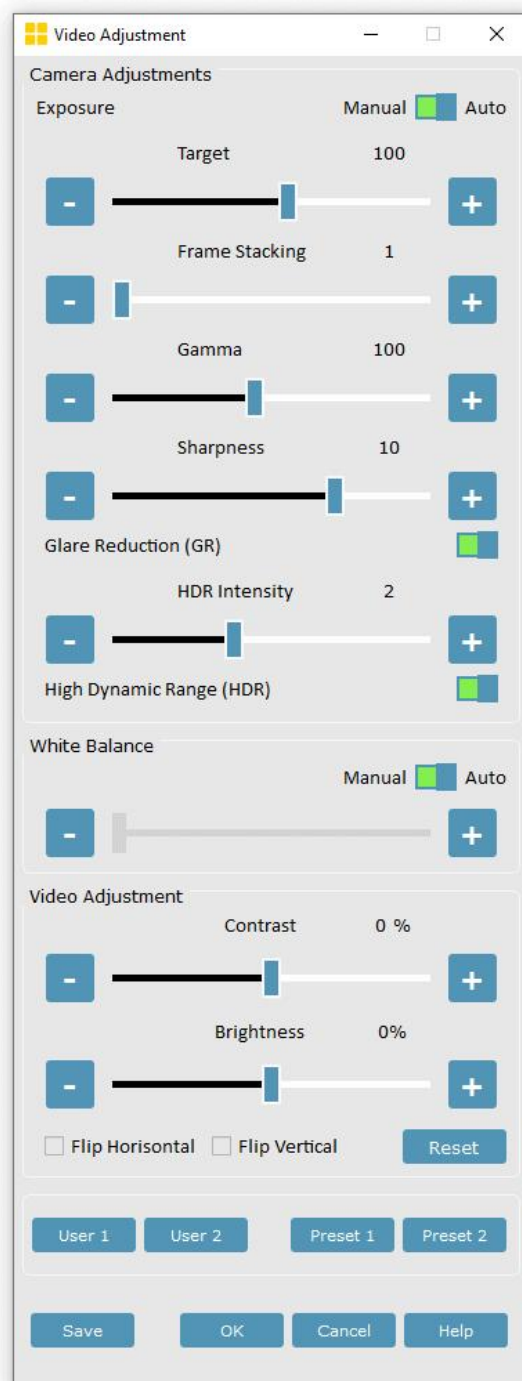 Video Adjustment
Camera Adjustments
Exposure Manual Auto
Target 100
- +
Frame Stacking 1
- +
Gamma 100
- +
Sharpness 10
- +
Glare Reduction (GR)
HDR Intensity 2
- +
High Dynamic Range (HDR)
White Balance
Manual Auto
- +
Video Adjustment
Contrast 0 %
- +
Brightness 0%
- +
Flip Horisontal Flip Vertical Reset
User 1 User 2 Preset 1 Preset 2
Save OK Cancel Help